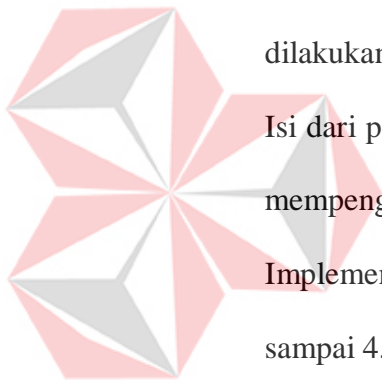 dilakukan
Isi dari p
mempeng
Implemen
sampai 4.